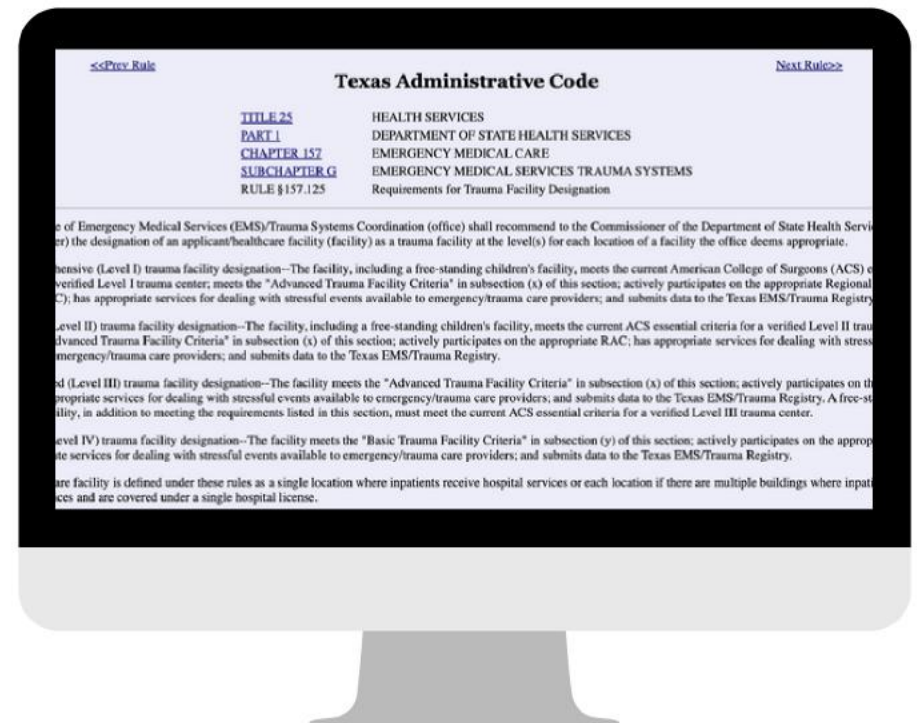 <<Prev Rule
Next Rule>>
Texas Administrative Code
TITLE 25 HEALTH SERVICES
PART 1 DEPARTMENT OF STATE HEALTH SERVICES
CHAPTER 157 EMERGENCY MEDICAL CARE
SUBCHAPTER G EMERGENCY MEDICAL SERVICES TRAUMA SYSTEMS
RULE §157.125 Requirements for Trauma Facility Designation
e of Emergency Medical Services (EMS)/Trauma Systems Coordination (office) shall recommend to the Commissioner of the Department of State Health Servi
er) the designation of an applicant/healthcare facility (facility) as a trauma facility at the level(s) for each location of a facility the office deems appropriate.
hensive (Level I) trauma facility designation--The facility, including a free-standing children's facility, meets the current American College of Surgeons (ACS) e
verified Level I trauma center; meets the "Advanced Trauma Facility Criteria" in subsection (x) of this section; actively participates on the appropriate Regional
C); has appropriate services for dealing with stressful events available to emergency/trauma care providers; and submits data to the Texas EMS/Trauma Registry
evel II) trauma facility designation--The facility, including a free-standing children's facility, meets the current ACS essential criteria for a verified Level II trau
dvanced Trauma Facility Criteria" in subsection (x) of this section; actively participates on the appropriate RAC; has appropriate services for dealing with stress
mergency/trauma care providers; and submits data to the Texas EMS/Trauma Registry.
d (Level III) trauma facility designation--The facility meets the "Advanced Trauma Facility Criteria" in subsection (x) of this section; actively participates on th
propriate services for dealing with stressful events available to emergency/trauma care providers; and submits data to the Texas EMS/Trauma Registry. A free-st
ility, in addition to meeting the requirements listed in this section, must meet the current ACS essential criteria for a verified Level III trauma center.
evel IV) trauma facility designation--The facility meets the "Basic Trauma Facility Criteria" in subsection (y) of this section; actively participates on the approp
te services for dealing with stressful events available to emergency/trauma care providers; and submits data to the Texas EMS/Trauma Registry.
are facility is defined under these rules as a single location where inpatients receive hospital services or each location if there are multiple buildings where inpati
ces and are covered under a single hospital license.